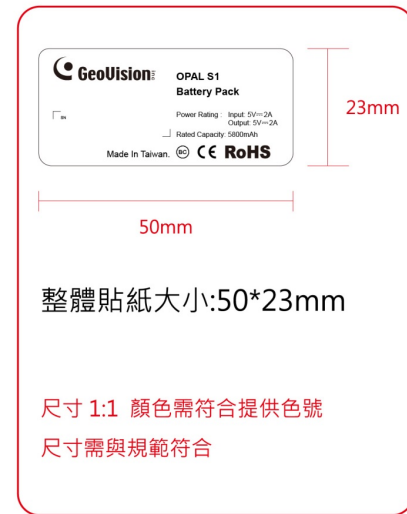 GeoVision
OPAL S1
Battery Pack
Power Rating : Input: 5V⎓2A
Output: 5V⎓2A
SN
Rated Capacity: 5800mAh
Made In Taiwan. BC CE RoHS
23mm
50mm
整體貼紙大小:50*23mm
尺寸 1:1 顏色需符合提供色號
尺寸需與規範符合